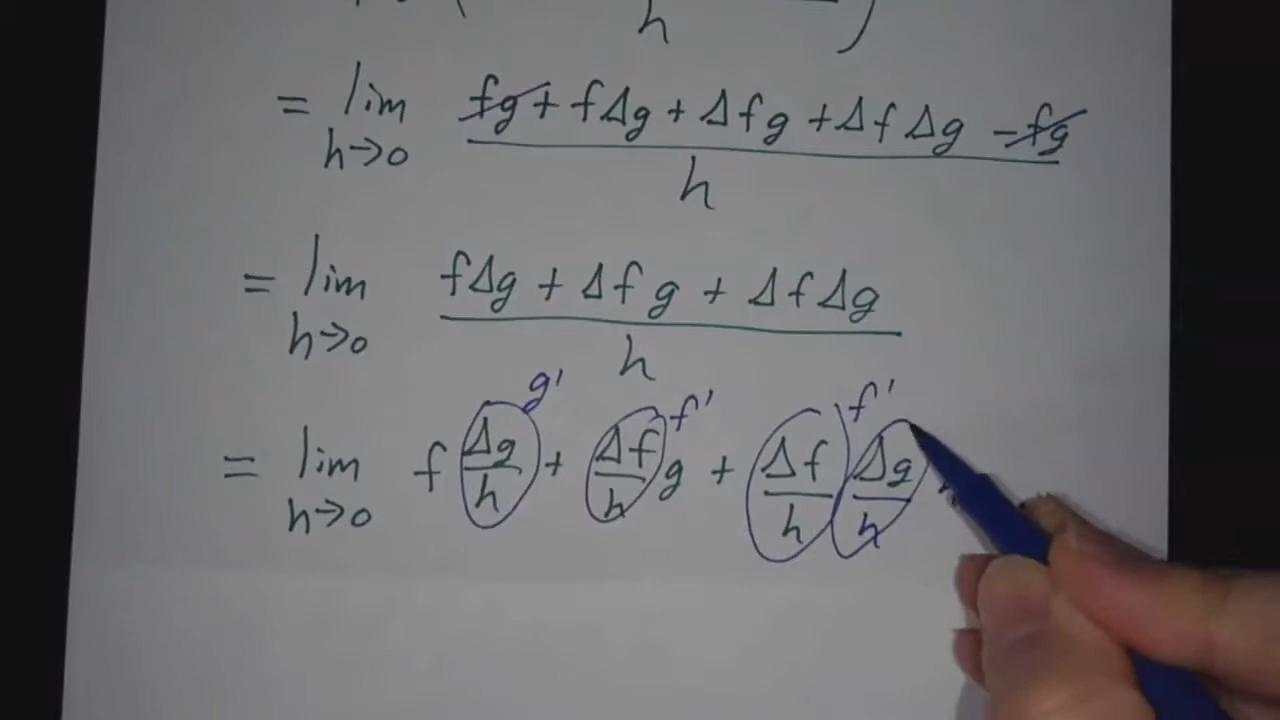 h )
= lim fg + fΔg + Δfg + ΔfΔg - fg
h→0 h
= lim fΔg + Δfg + ΔfΔg
h→0 h
g' f' f'
= lim f Δg/h + Δf/h g + Δf/h Δg/h
h→0